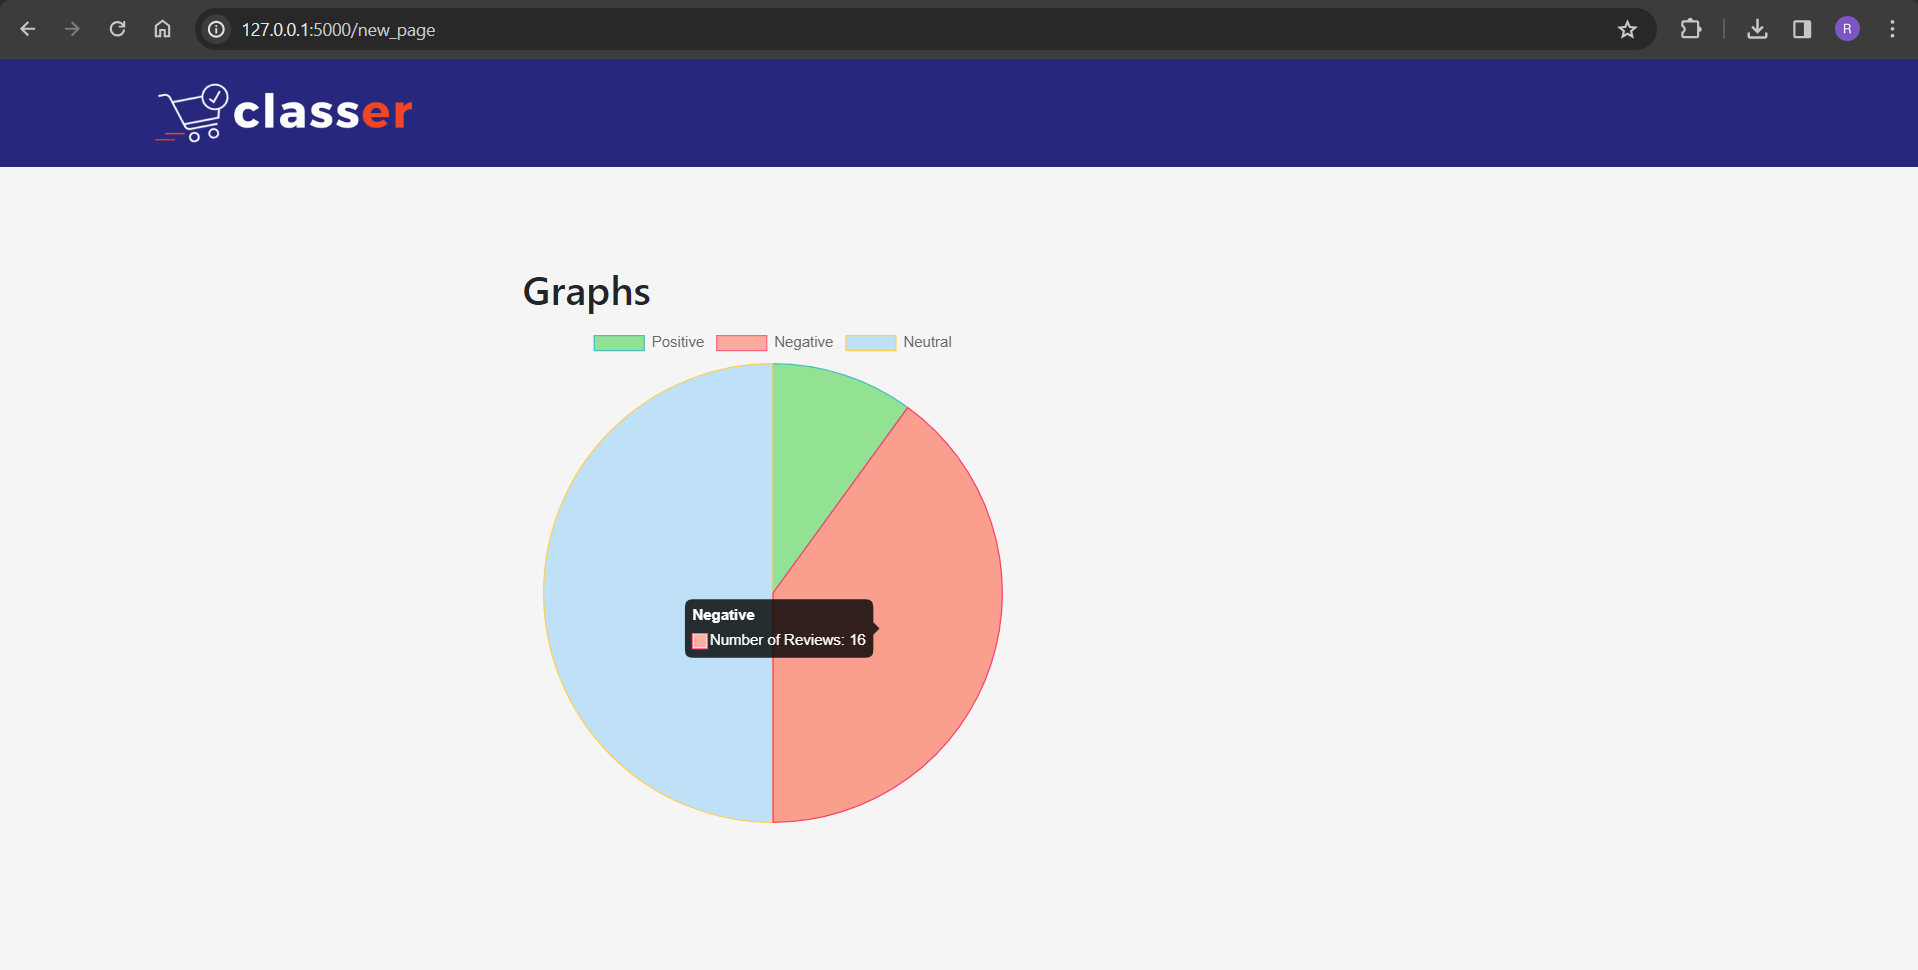 127.0.0.1:5000/new_page
R
classer
Graphs
Positive Negative Neutral
Negative
Number of Reviews: 16